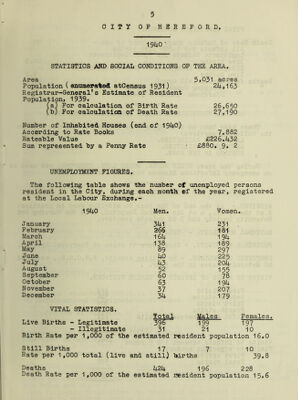 5
CITY OF HEREFORD.
1940
STATISTICS AND SOCIAL CONDITIONS OF THE AREA.
Area 5,031 acres
Population (enumerated atCensus 1931) 24,163
Registrar-General's Estimate of Resident
Population, 1939.
(a) For calculation of Birth Rate 26,650
(b) For calculation of Death Rate 27,190
Number of Inhabited Houses (end of 1940)
According to Rate Books 7,882
Rateable Value £226,432
Sum represented by a Penny Rate £880. 9. 2
UNEMPLOYMENT FIGURES.
The following table shows the number of unemployed persons
resident in the City, during each month of the year, registered
at the Local Labour Exchange.-
1940 Men. Women.
January 341 231
February 266 181
March 164 194
April 138 189
May 89 297
June 40 225
July 43 204
August 52 155
September 60 78
October 63 194
November 37 207
December 34 179
VITAL STATISTICS.
Total Males Females.
Live Births - Legitimate 396 199 197
- Illegitimate 31 21 10
Birth Rate per 1,000 of the estimated resident population 16.0
Still Births 17 7 10
Rate per 1,000 total (live and still) births 39.8
Deaths 424 196 228
Death Rate per 1,000 of the estimated resident population 15.6